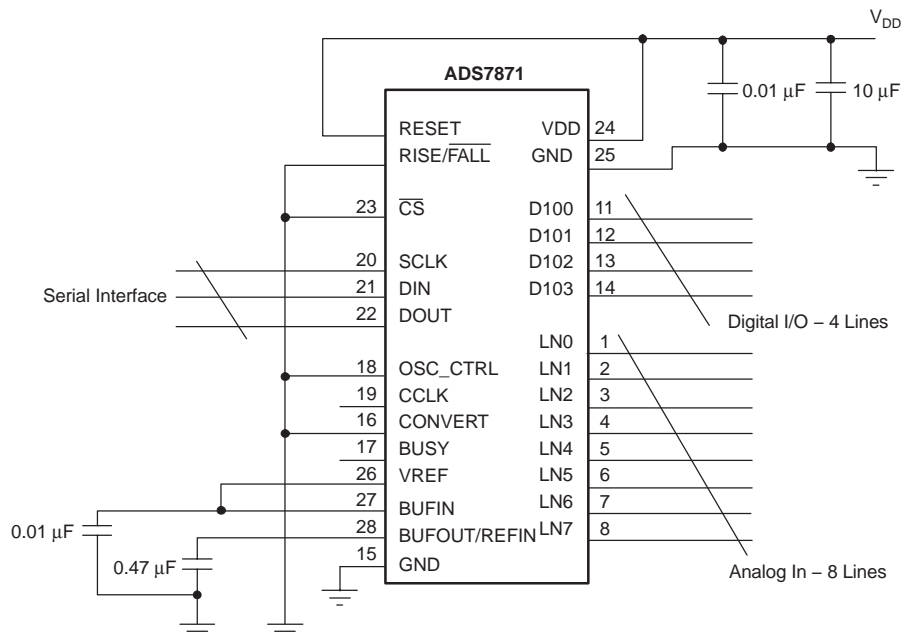 V_DD
ADS7871
0.01 μF
10 μF
RESET
VDD 24
RISE/FALL
GND 25
23 CS
D100 11
D101 12
20 SCLK
D102 13
21 DIN
D103 14
Serial Interface
22 DOUT
Digital I/O – 4 Lines
LN0 1
18 OSC_CTRL
LN1 2
19 CCLK
LN2 3
16 CONVERT
LN3 4
17 BUSY
LN4 5
26 VREF
LN5 6
27 BUFIN
LN6 7
0.01 μF
28 BUFOUT/REFIN
LN7 8
15 GND
0.47 μF
Analog In – 8 Lines